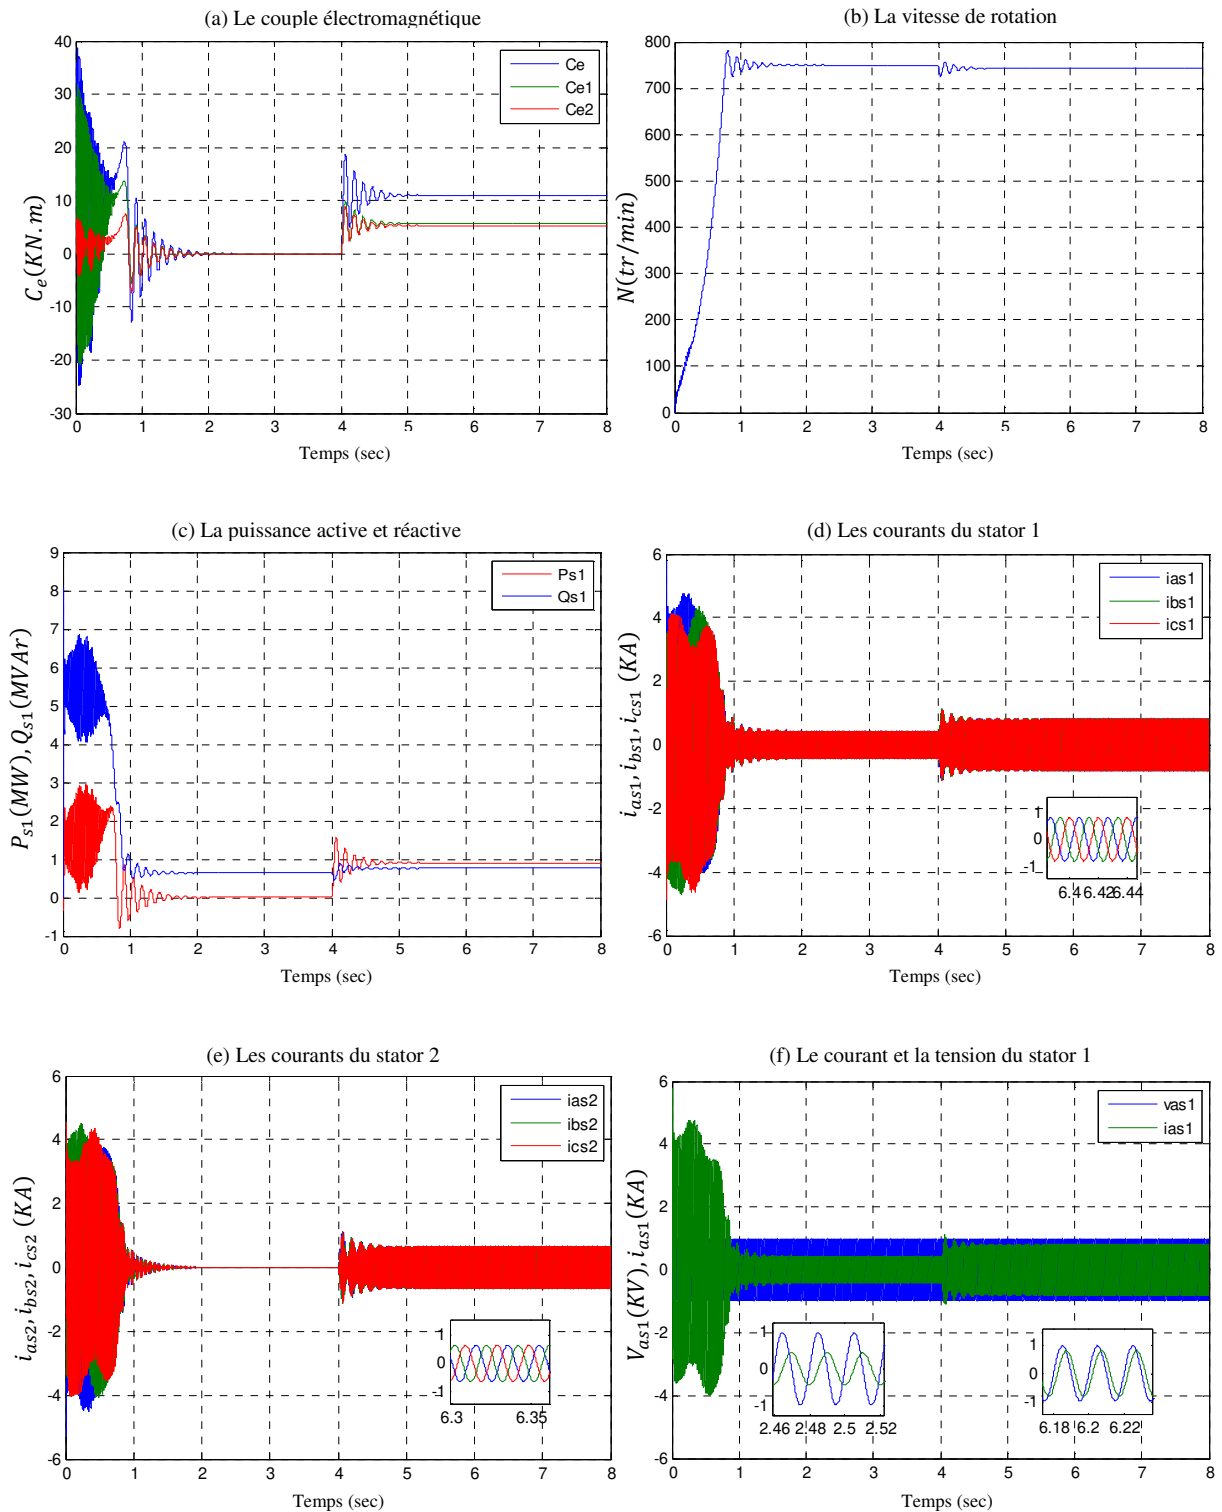 (a) Le couple électromagnétique
40
30
20
10
0
-10
-20
-30
C_e(KN.m)
Ce
Ce1
Ce2
0 1 2 3 4 5 6 7 8
Temps (sec)
(b) La vitesse de rotation
800
700
600
500
400
300
200
100
0
N(tr/min)
0 1 2 3 4 5 6 7 8
Temps (sec)
(c) La puissance active et réactive
9
8
7
6
5
4
3
2
1
0
-1
P_s1(MW), Q_s1(MVAr)
Ps1
Qs1
0 1 2 3 4 5 6 7 8
Temps (sec)
(d) Les courants du stator 1
6
4
2
0
-2
-4
-6
i_as1, i_bs1, i_cs1 (KA)
ias1
ibs1
ics1
1
0
-1
6.4 6.42 6.44
0 1 2 3 4 5 6 7 8
Temps (sec)
(e) Les courants du stator 2
6
4
2
0
-2
-4
-6
i_as2, i_bs2, i_cs2 (KA)
ias2
ibs2
ics2
1
0
-1
6.3 6.35
0 1 2 3 4 5 6 7 8
Temps (sec)
(f) Le courant et la tension du stator 1
6
4
2
0
-2
-4
-6
V_as1(KV), i_as1(KA)
vas1
ias1
1
0
-1
2.46 2.48 2.5 2.52
1
0
-1
6.18 6.2 6.22
0 1 2 3 4 5 6 7 8
Temps (sec)